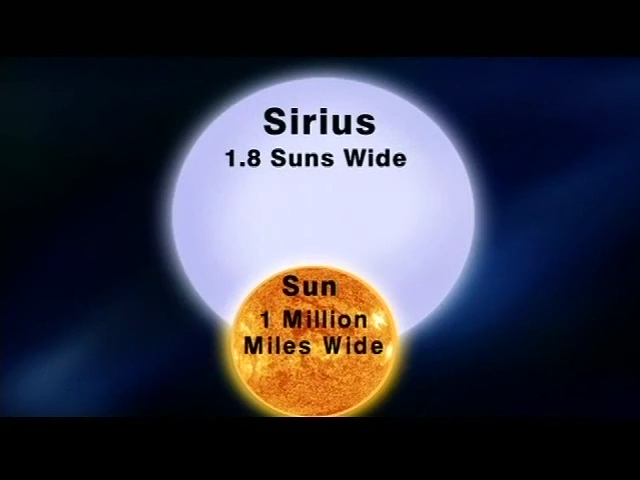 Sirius
1.8 Suns Wide
Sun
1 Million
Miles Wide